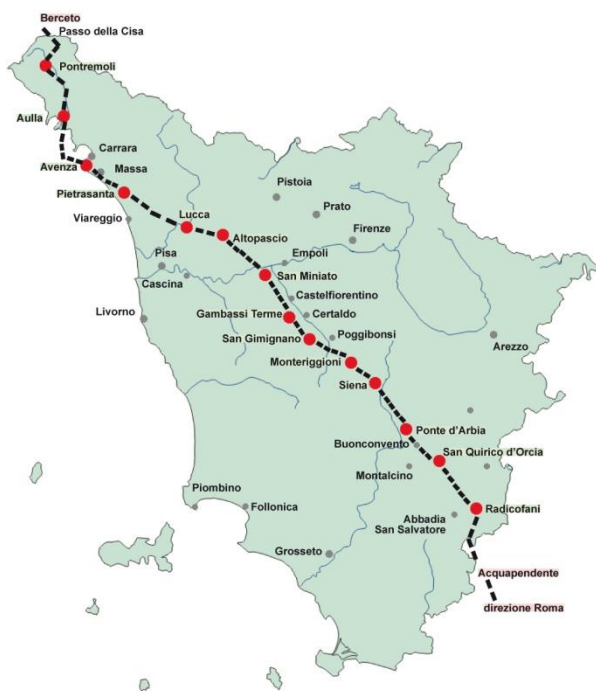 Berceto
Passo della Cisa
Pontremoli
Aulla
Carrara
Avenza
Massa
Pietrasanta
Pistoia
Prato
Viareggio
Lucca
Altopascio
Firenze
Pisa
Empoli
Cascina
San Miniato
Castelfiorentino
Livorno
Gambassi Terme
Certaldo
San Gimignano
Poggibonsi
Arezzo
Monteriggioni
Siena
Ponte d'Arbia
Buonconvento
San Quirico d'Orcia
Montalcino
Piombino
Follonica
Radicofani
Abbadia
San Salvatore
Grosseto
Acquapendente
direzione Roma